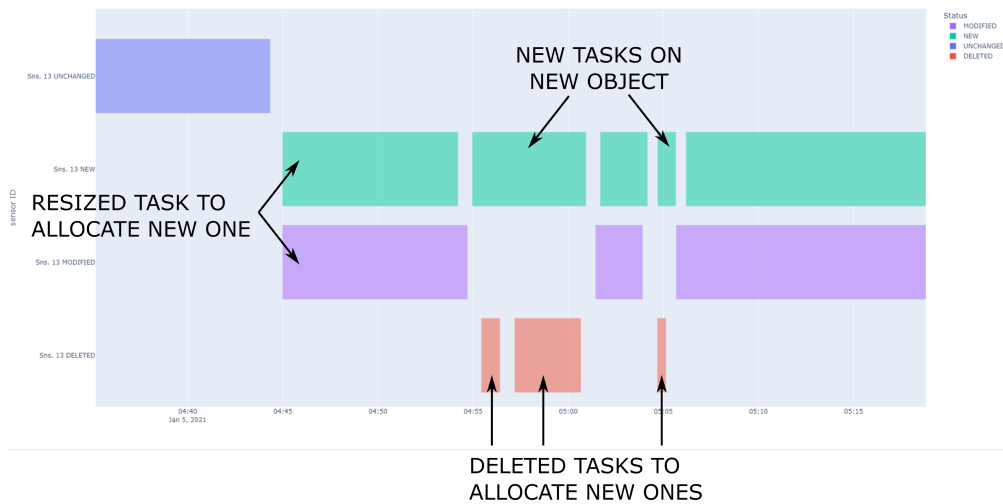 Status
MODIFIED
NEW
UNCHANGED
DELETED
NEW TASKS ON
NEW OBJECT
Sns. 13 UNCHANGED
Sns. 13 NEW
sensor ID
RESIZED TASK TO
ALLOCATE NEW ONE
Sns. 13 MODIFIED
Sns. 13 DELETED
04:40 04:45 04:50 04:55 05:00 05:05 05:10 05:15
Jan 5, 2021
DELETED TASKS TO
ALLOCATE NEW ONES